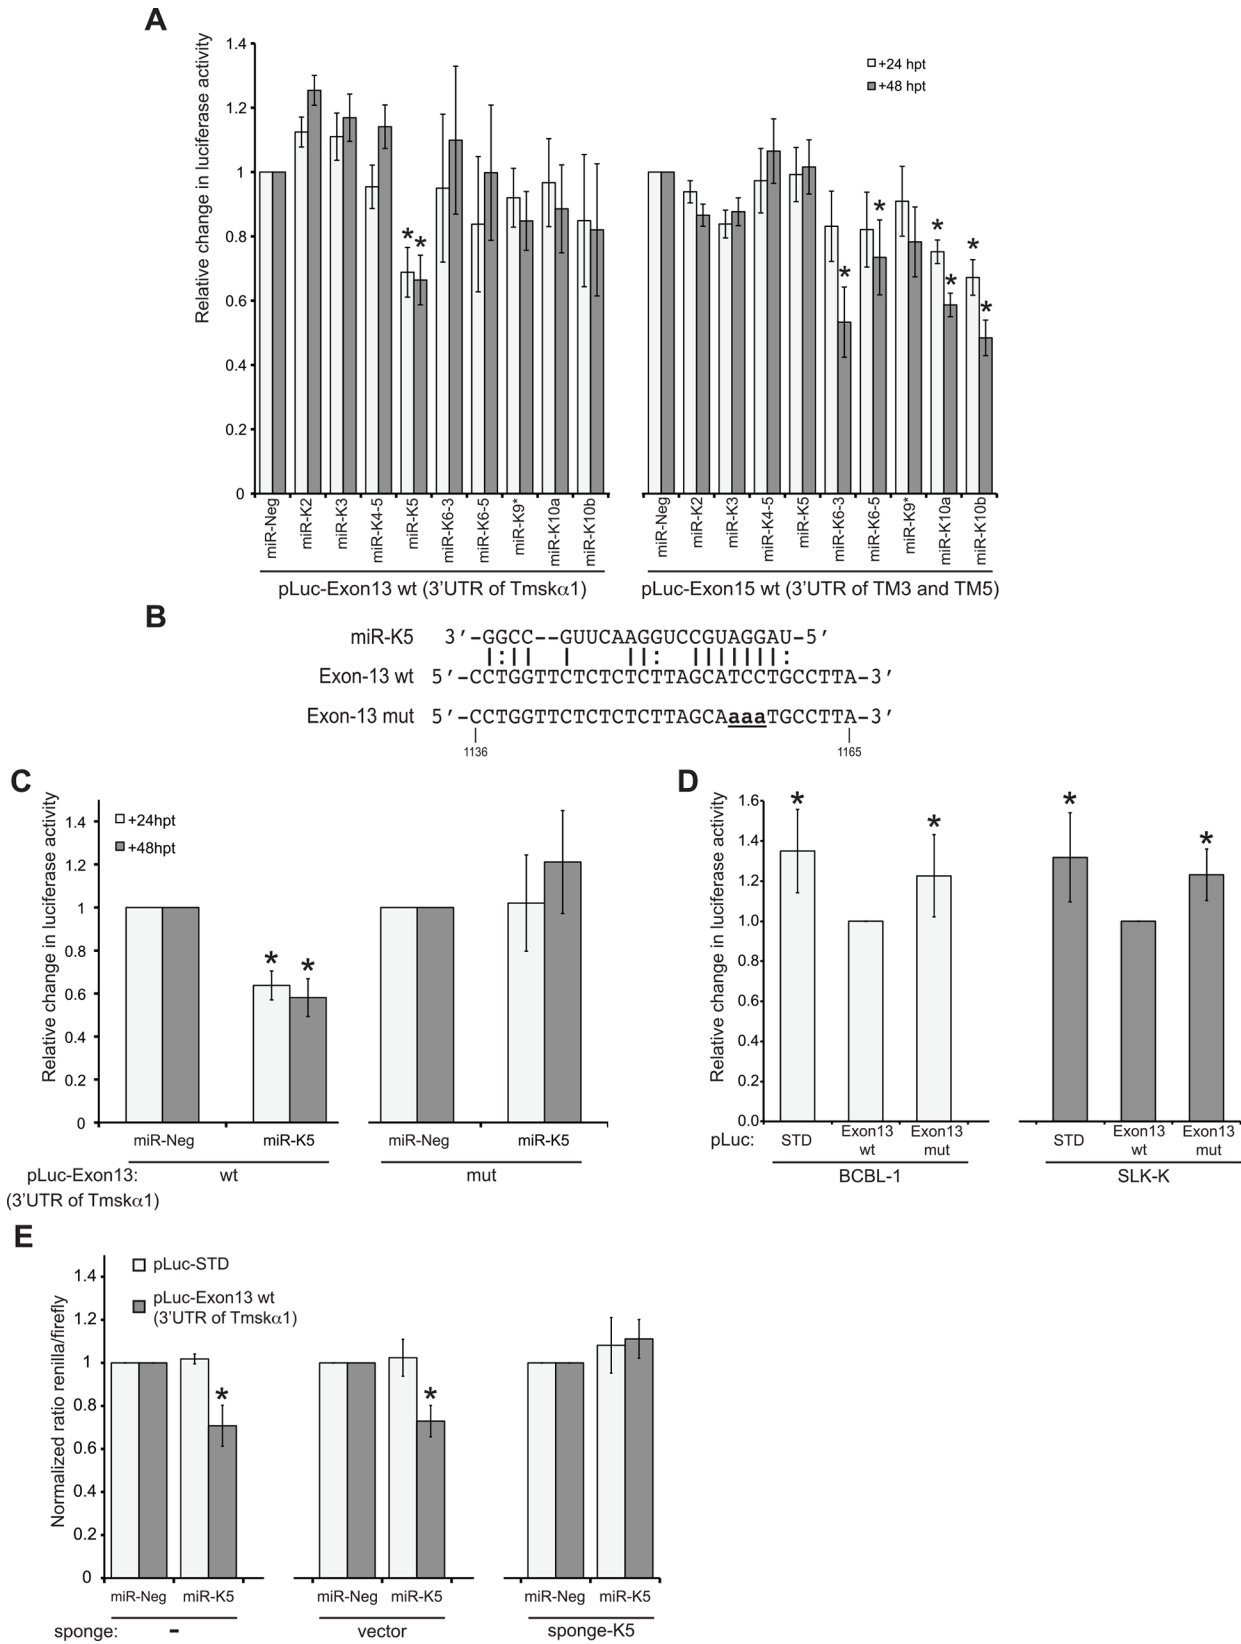 A
Relative change in luciferase activity
1.4
1.2
1
0.8
0.6
0.4
0.2
0
+24 hpt
+48 hpt
* *
* * * * * *
miR-Neg miR-K2 miR-K3 miR-K4-5 miR-K5 miR-K6-3 miR-K6-5 miR-K9* miR-K10a miR-K10b
miR-Neg miR-K2 miR-K3 miR-K4-5 miR-K5 miR-K6-3 miR-K6-5 miR-K9* miR-K10a miR-K10b
pLuc-Exon13 wt (3'UTR of Tmskα1)
pLuc-Exon15 wt (3'UTR of TM3 and TM5)
B
miR-K5 3'-GGCC--GUUCAAGGUCCGUAGGAU-5'
Exon-13 wt 5'-CCTGGTTCTCTCTCTTAGCATCCTGCCTTA-3'
Exon-13 mut 5'-CCTGGTTCTCTCTCTTAGCAaaaTGCCTTA-3'
1136 1165
C
Relative change in luciferase activity
1.4
1.2
1
0.8
0.6
0.4
0.2
0
+24hpt
+48hpt
* *
miR-Neg miR-K5 miR-Neg miR-K5
pLuc-Exon13: wt mut
(3'UTR of Tmskα1)
D
Relative change in luciferase activity
1.6
1.4
1.2
1.0
0.8
0.6
0.4
0.2
0.0
* * * *
pLuc: STD Exon13 wt Exon13 mut STD Exon13 wt Exon13 mut
BCBL-1 SLK-K
E
Normalized ratio renilla/firefly
1.4
1.2
1
0.8
0.6
0.4
0.2
0
pLuc-STD
pLuc-Exon13 wt
(3'UTR of Tmskα1)
* *
miR-Neg miR-K5 miR-Neg miR-K5 miR-Neg miR-K5
sponge: - vector sponge-K5